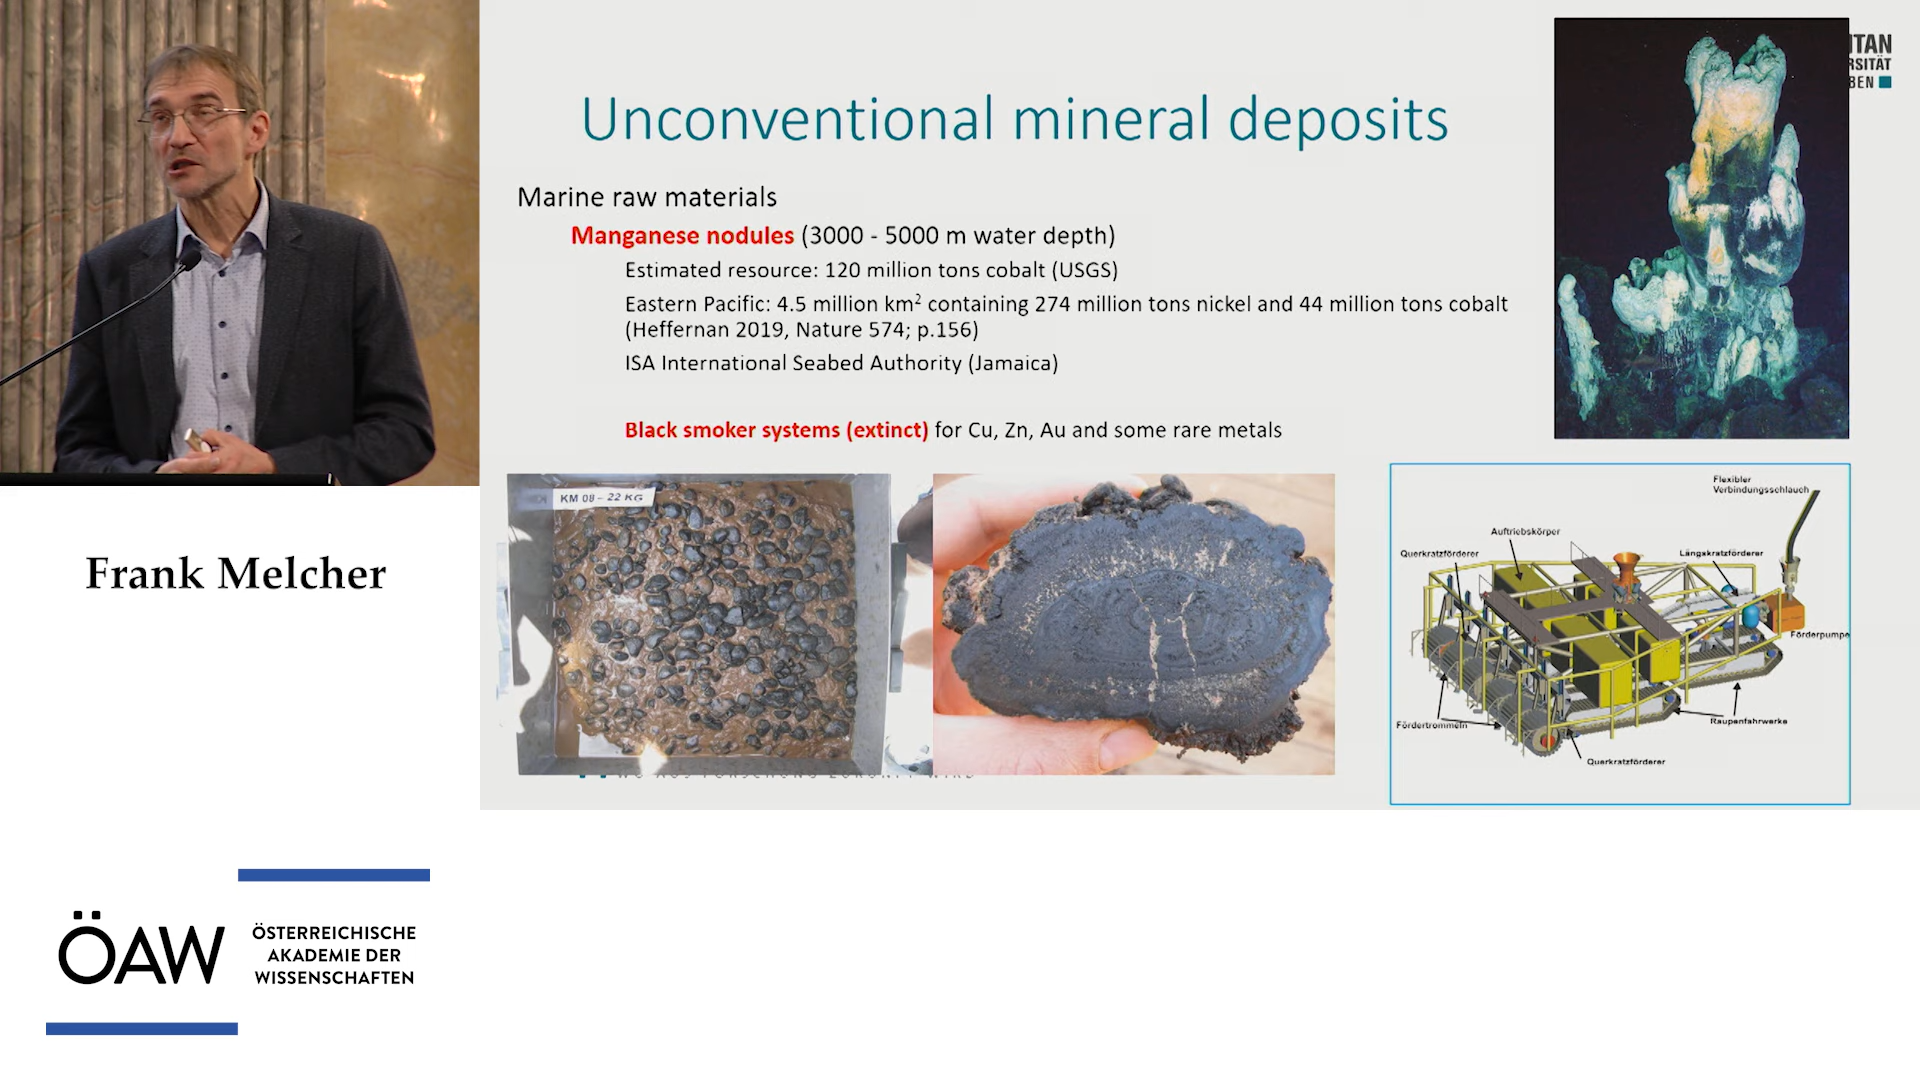 Unconventional mineral deposits
Marine raw materials
Manganese nodules (3000 - 5000 m water depth)
Estimated resource: 120 million tons cobalt (USGS)
Eastern Pacific: 4.5 million km² containing 274 million tons nickel and 44 million tons cobalt
(Heffernan 2019, Nature 574; p.156)
ISA International Seabed Authority (Jamaica)
Black smoker systems (extinct) for Cu, Zn, Au and some rare metals
KM 08 – 22 KG
Flexibler
Verbindungsschlauch
Auftriebskörper
Querkratzförderer
Längskratzförderer
Förderpumpe
Fördertrommeln
Raupenfahrwerke
Querkratzförderer
Frank Melcher
ÖAW
ÖSTERREICHISCHE
AKADEMIE DER
WISSENSCHAFTEN